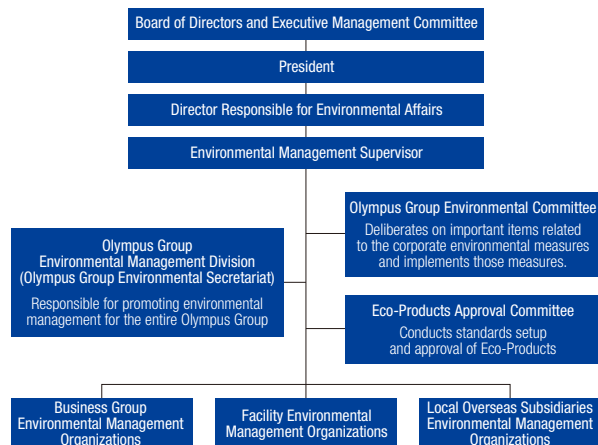 Board of Directors and Executive Management Committee
President
Director Responsible for Environmental Affairs
Environmental Management Supervisor
Olympus Group Environmental Committee
Deliberates on important items related
to the corporate environmental measures
and implements those measures.
Olympus Group
Environmental Management Division
(Olympus Group Environmental Secretariat)
Responsible for promoting environmental
management for the entire Olympus Group
Eco-Products Approval Committee
Conducts standards setup
and approval of Eco-Products
Business Group
Environmental Management
Organizations
Facility Environmental
Management Organizations
Local Overseas Subsidiaries
Environmental Management
Organizations